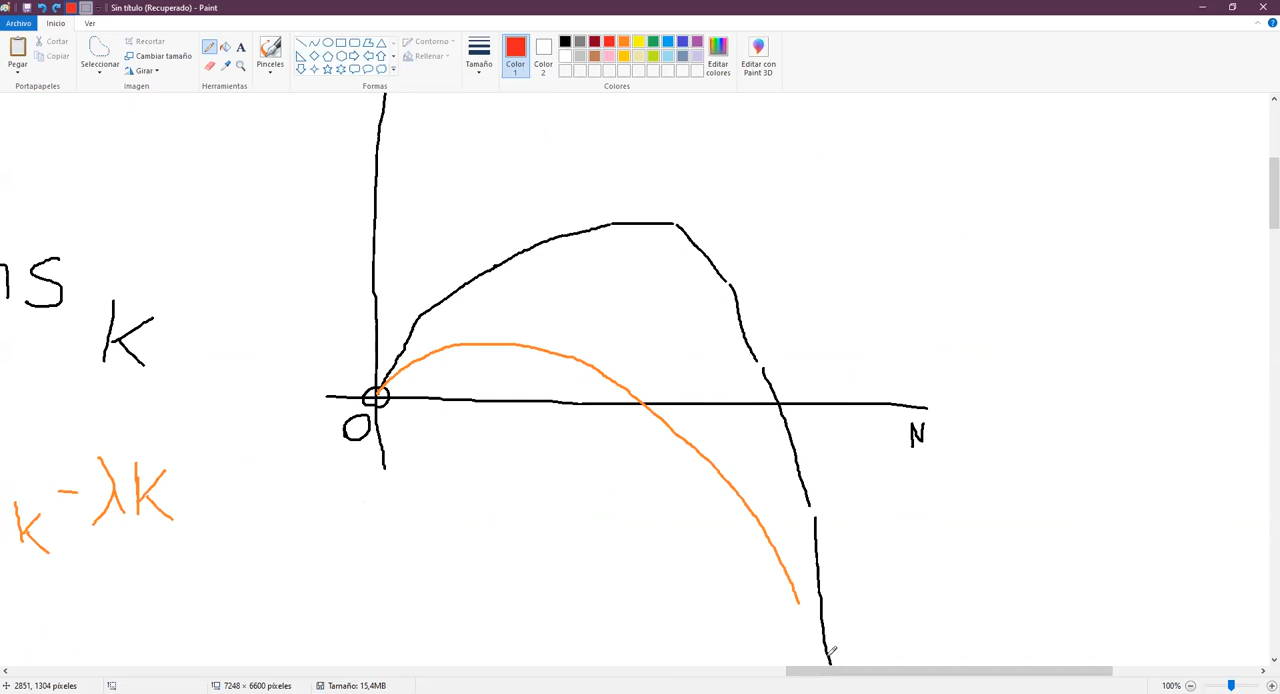 Sin título (Recuperado) - Paint
Archivo Inicio Ver
Pegar
Cortar
Copiar
Portapapeles
Seleccionar
Recortar
Cambiar tamaño
Girar
Imagen
A
Herramientas
Pinceles
Contorno
Rellenar
Formas
Tamaño
Color 1
Color 2
Editar colores
Colores
Editar con Paint 3D
ns
k
O
N
k - λk
2851, 1304 píxeles
7248 × 6600 píxeles
Tamaño: 15,4MB
100%